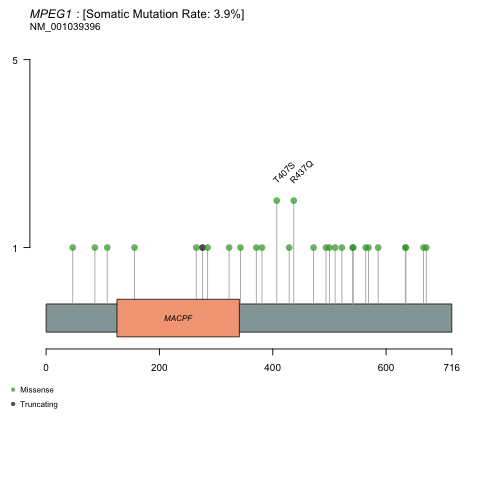 MPEG1 : [Somatic Mutation Rate: 3.9%]
NM_001039396
5
T407S
R437Q
1
MACPF
0 200 400 600 716
Missense
Truncating